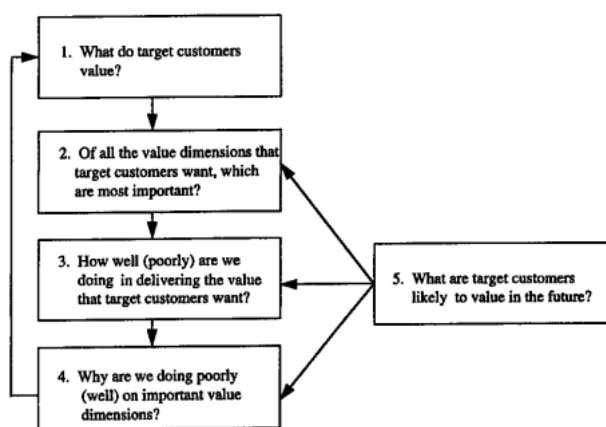 1. What do target customers
value?
2. Of all the value dimensions that
target customers want, which
are most important?
3. How well (poorly) are we
doing in delivering the value
that target customers want?
5. What are target customers
likely to value in the future?
4. Why are we doing poorly
(well) on important value
dimensions?